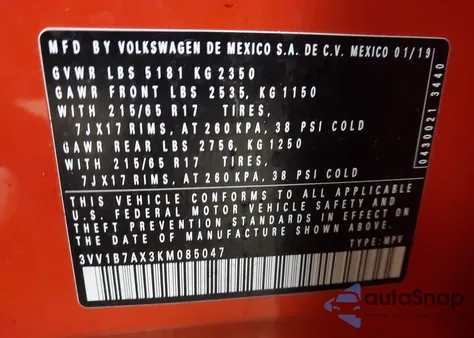 MFD. BY VOLKSWAGEN DE MEXICO S.A. DE C.V. MEXICO 01/19
GVWR LBS 5181 KG 2350
GAWR FRONT LBS 2535, KG 1150
WITH 215/65 R17 TIRES,
7JX17 RIMS, AT 260 KPA, 38 PSI COLD
GAWR REAR LBS 2756, KG 1250
WITH 215/65 R17 TIRES,
7JX17 RIMS, AT 260 KPA, 38 PSI COLD
THIS VEHICLE CONFORMS TO ALL APPLICABLE
U.S. FEDERAL MOTOR VEHICLE SAFETY AND
THEFT PREVENTION STANDARDS IN EFFECT ON
THE DATE OF MANUFACTURE SHOWN ABOVE.
3VV1B7AX3KM085047 TYPE: MPV
0430021 3440
autoSnap